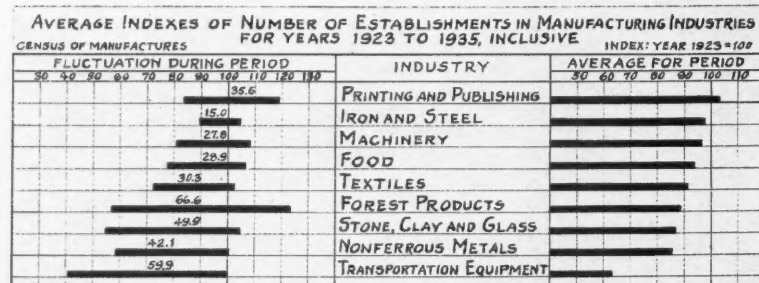 AVERAGE INDEXES OF NUMBER OF ESTABLISHMENTS IN MANUFACTURING INDUSTRIES
FOR YEARS 1923 TO 1935, INCLUSIVE
CENSUS OF MANUFACTURES
INDEX: YEAR 1923=100
FLUCTUATION DURING PERIOD INDUSTRY AVERAGE FOR PERIOD
30 40 50 60 70 80 90 100 110 120 130 50 60 70 80 90 100 110
35.6 PRINTING AND PUBLISHING
15.0 IRON AND STEEL
27.8 MACHINERY
28.9 FOOD
30.3 TEXTILES
66.6 FOREST PRODUCTS
49.9 STONE, CLAY AND GLASS
42.1 NONFERROUS METALS
59.9 TRANSPORTATION EQUIPMENT